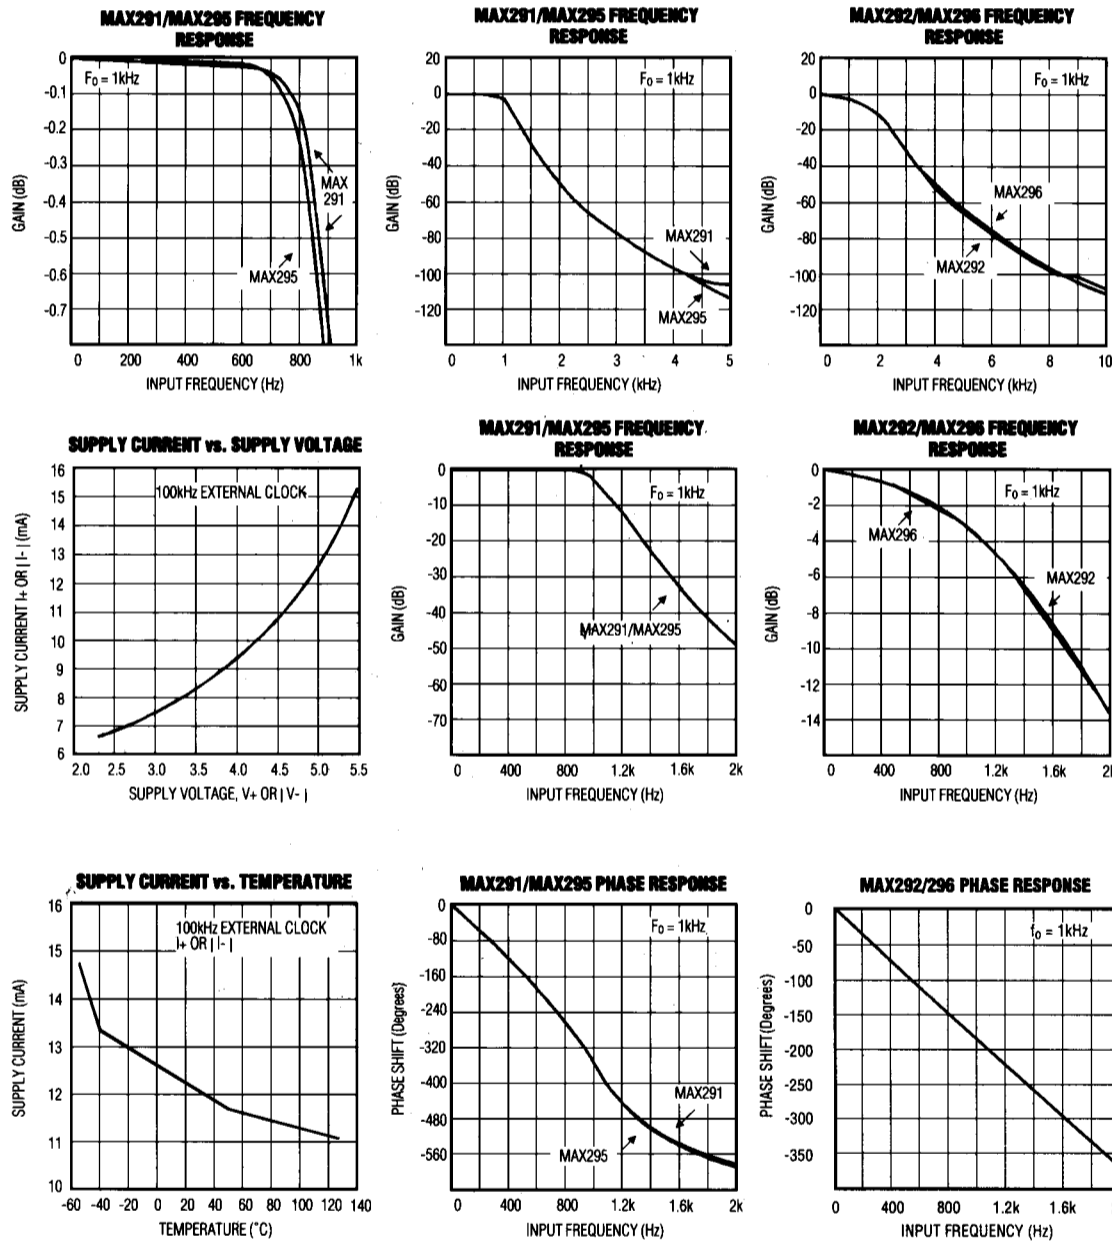 MAX291/MAX295 FREQUENCY
RESPONSE
F₀ = 1kHz
0
-0.1
-0.2
-0.3
-0.4
-0.5
-0.6
-0.7
GAIN (dB)
MAX
291
MAX295
0 200 400 600 800 1k
INPUT FREQUENCY (Hz)
MAX291/MAX295 FREQUENCY
RESPONSE
F₀ = 1kHz
20
0
-20
-40
-60
-80
-100
-120
GAIN (dB)
MAX291
MAX295
0 1 2 3 4 5
INPUT FREQUENCY (kHz)
MAX292/MAX296 FREQUENCY
RESPONSE
F₀ = 1kHz
20
0
-20
-40
-60
-80
-100
-120
GAIN (dB)
MAX296
MAX292
0 2 4 6 8 10
INPUT FREQUENCY (kHz)
SUPPLY CURRENT vs. SUPPLY VOLTAGE
100kHz EXTERNAL CLOCK
16
15
14
13
12
11
10
9
8
7
6
SUPPLY CURRENT I+ OR | I- | (mA)
2.0 2.5 3.0 3.5 4.0 4.5 5.0 5.5
SUPPLY VOLTAGE, V+ OR | V- |
MAX291/MAX295 FREQUENCY
RESPONSE
F₀ = 1kHz
0
-10
-20
-30
-40
-50
-60
-70
GAIN (dB)
MAX291/MAX295
0 400 800 1.2k 1.6k 2k
INPUT FREQUENCY (Hz)
MAX292/MAX296 FREQUENCY
RESPONSE
F₀ = 1kHz
0
-2
-4
-6
-8
-10
-12
-14
GAIN (dB)
MAX296
MAX292
0 400 800 1.2k 1.6k 2k
INPUT FREQUENCY (Hz)
SUPPLY CURRENT vs. TEMPERATURE
100kHz EXTERNAL CLOCK
I+ OR | I- |
16
15
14
13
12
11
10
SUPPLY CURRENT (mA)
-60 -40 -20 0 20 40 60 80 100 120 140
TEMPERATURE (°C)
MAX291/MAX295 PHASE RESPONSE
F₀ = 1kHz
0
-80
-160
-240
-320
-400
-480
-560
PHASE SHIFT (Degrees)
MAX291
MAX295
0 400 800 1.2k 1.6k 2k
INPUT FREQUENCY (Hz)
MAX292/296 PHASE RESPONSE
f₀ = 1kHz
0
-50
-100
-150
-200
-250
-300
-350
PHASE SHIFT(Degrees)
0 400 800 1.2k 1.6k
INPUT FREQUENCY (Hz)